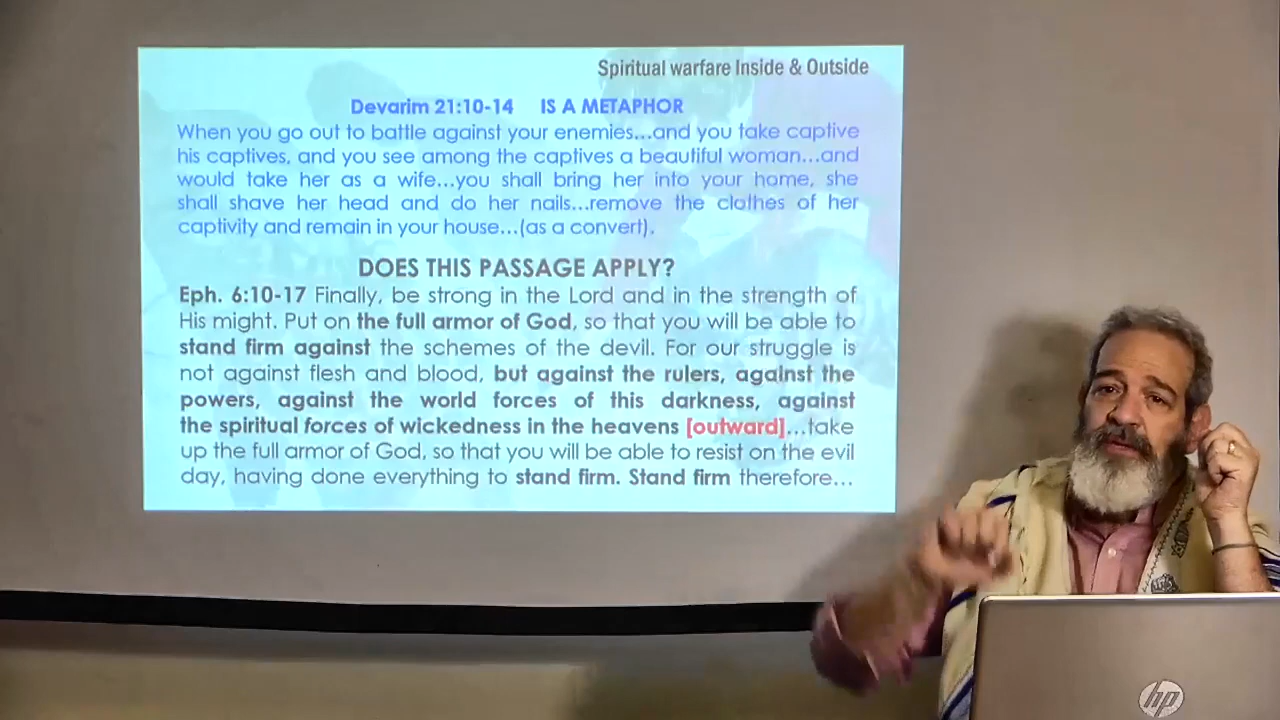 Spiritual warfare Inside & Outside
Devarim 21:10-14 IS A METAPHOR
When you go out to battle against your enemies...and you take captive
his captives, and you see among the captives a beautiful woman...and
would take her as a wife...you shall bring her into your home, she
shall shave her head and do her nails...remove the clothes of her
captivity and remain in your house...(as a convert).
DOES THIS PASSAGE APPLY?
Eph. 6:10-17 Finally, be strong in the Lord and in the strength of
His might. Put on the full armor of God, so that you will be able to
stand firm against the schemes of the devil. For our struggle is
not against flesh and blood, but against the rulers, against the
powers, against the world forces of this darkness, against
the spiritual forces of wickedness in the heavens [outward]...take
up the full armor of God, so that you will be able to resist on the evil
day, having done everything to stand firm. Stand firm therefore...
hp